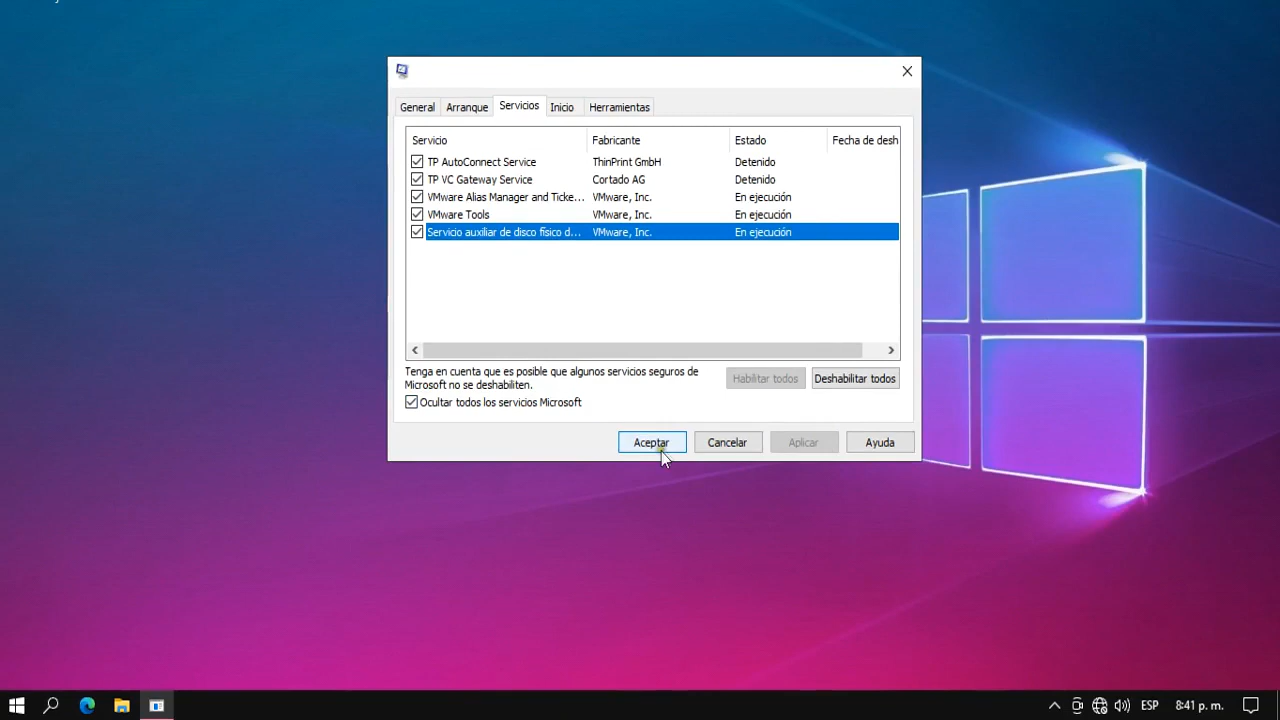 General Arranque Servicios Inicio Herramientas
Servicio Fabricante Estado Fecha de desh
TP AutoConnect Service ThinPrint GmbH Detenido
TP VC Gateway Service Cortado AG Detenido
VMware Alias Manager and Ticke... VMware, Inc. En ejecución
VMware Tools VMware, Inc. En ejecución
Servicio auxiliar de disco físico d... VMware, Inc. En ejecución
Tenga en cuenta que es posible que algunos servicios seguros de
Microsoft no se deshabiliten.
Habilitar todos Deshabilitar todos
Ocultar todos los servicios Microsoft
Aceptar Cancelar Aplicar Ayuda
ESP 8:41 p. m.